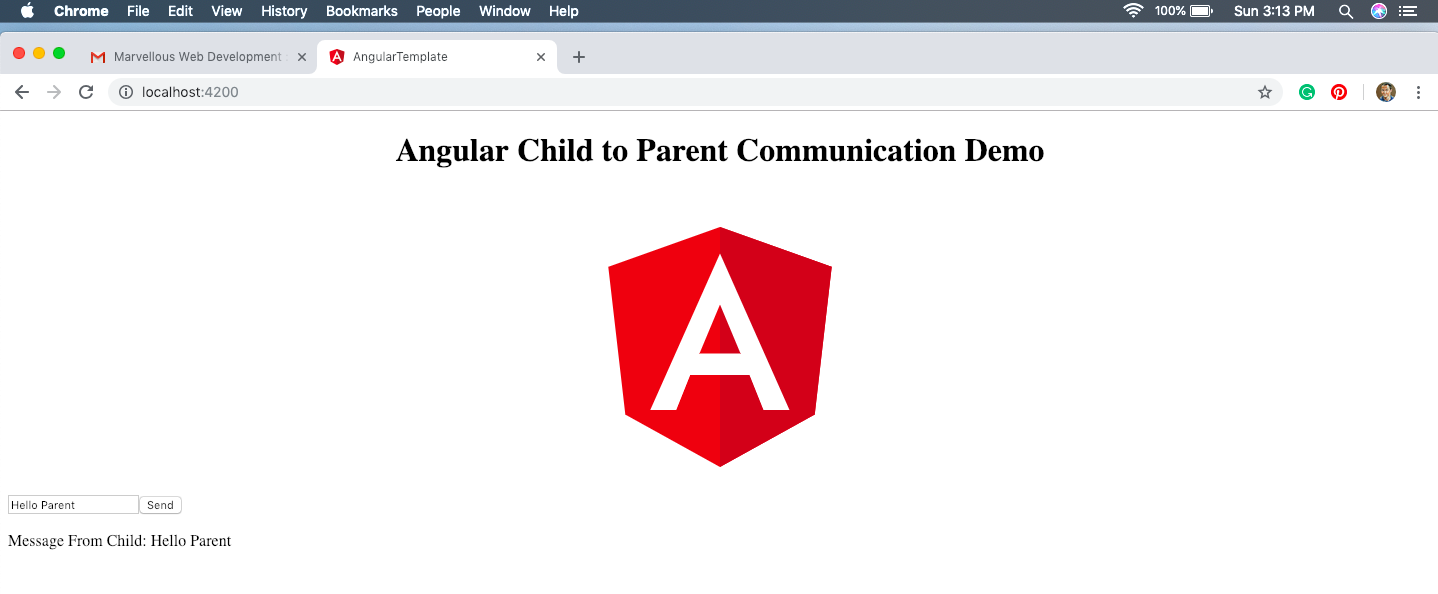 Chrome File Edit View History Bookmarks People Window Help 100% Sun 3:13 PM
Marvellous Web Development AngularTemplate
localhost:4200
Angular Child to Parent Communication Demo
A
Hello Parent Send
Message From Child: Hello Parent